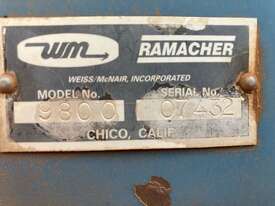 WM RAMACHER
WEISS/McNAIR, INCORPORATED
MODEL No. SERIAL No.
9800 07432
CHICO, CALIF